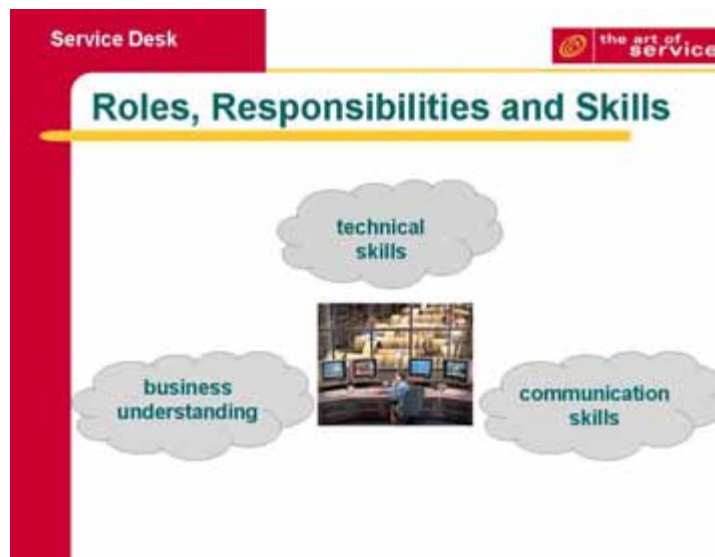 Service Desk
the art of
service
Roles, Responsibilities and Skills
technical
skills
business
understanding
communication
skills